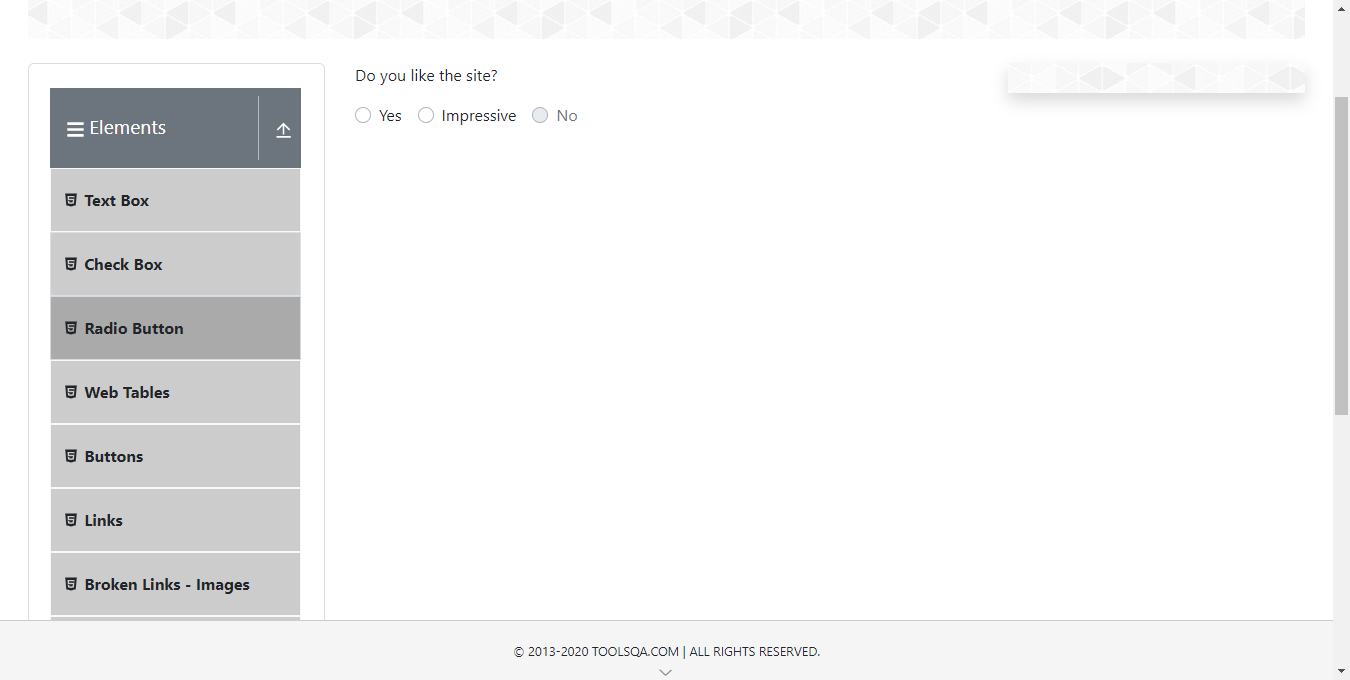 Do you like the site?
Yes Impressive No
Elements
Text Box
Check Box
Radio Button
Web Tables
Buttons
Links
Broken Links - Images
© 2013-2020 TOOLSQA.COM | ALL RIGHTS RESERVED.